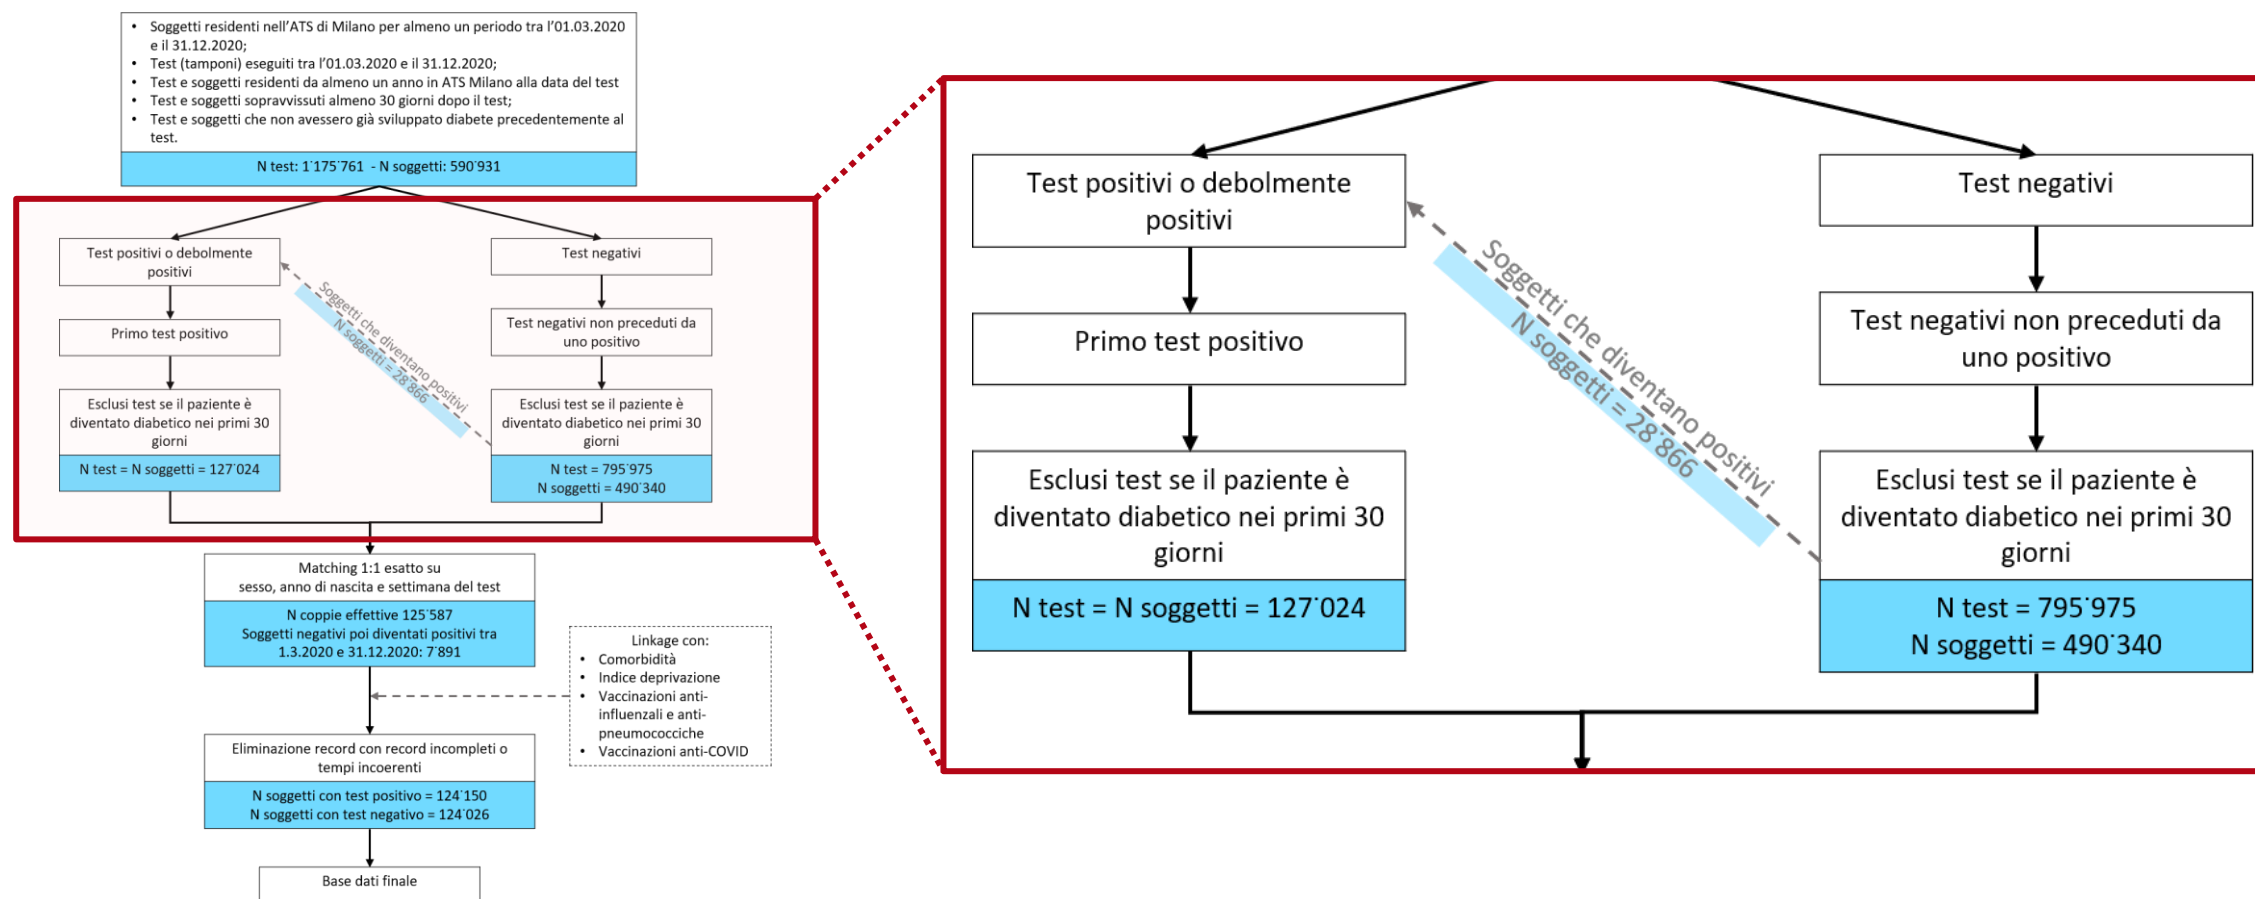 • Soggetti residenti nell'ATS di Milano per almeno un periodo tra l'01.03.2020
e il 31.12.2020;
• Test (tamponi) eseguiti tra l'01.03.2020 e il 31.12.2020;
• Test e soggetti residenti da almeno un anno in ATS Milano alla data del test
• Test e soggetti sopravvissuti almeno 30 giorni dopo il test;
• Test e soggetti che non avessero già sviluppato diabete precedentemente al
test.
N test: 1˙175˙761 - N soggetti: 590˙931
Test positivi o debolmente
positivi
Primo test positivo
Esclusi test se il paziente è
diventato diabetico nei primi 30
giorni
N test = N soggetti = 127˙024
Soggetti che diventano positivi
N soggetti = 28˙866
Test negativi
Test negativi non preceduti da
uno positivo
Esclusi test se il paziente è
diventato diabetico nei primi 30
giorni
N test = 795˙975
N soggetti = 490˙340
Matching 1:1 esatto su
sesso, anno di nascita e settimana del test
N coppie effettive 125˙587
Soggetti negativi poi diventati positivi tra
1.3.2020 e 31.12.2020: 7˙891
Linkage con:
• Comorbidità
• Indice deprivazione
• Vaccinazioni anti-
influenzali e anti-
pneumococciche
• Vaccinazioni anti-COVID
Eliminazione record con record incompleti o
tempi incoerenti
N soggetti con test positivo = 124˙150
N soggetti con test negativo = 124˙026
Base dati finale
Test positivi o debolmente
positivi
Primo test positivo
Esclusi test se il paziente è
diventato diabetico nei primi 30
giorni
N test = N soggetti = 127˙024
Soggetti che diventano positivi
N soggetti = 28˙866
Test negativi
Test negativi non preceduti da
uno positivo
Esclusi test se il paziente è
diventato diabetico nei primi 30
giorni
N test = 795˙975
N soggetti = 490˙340